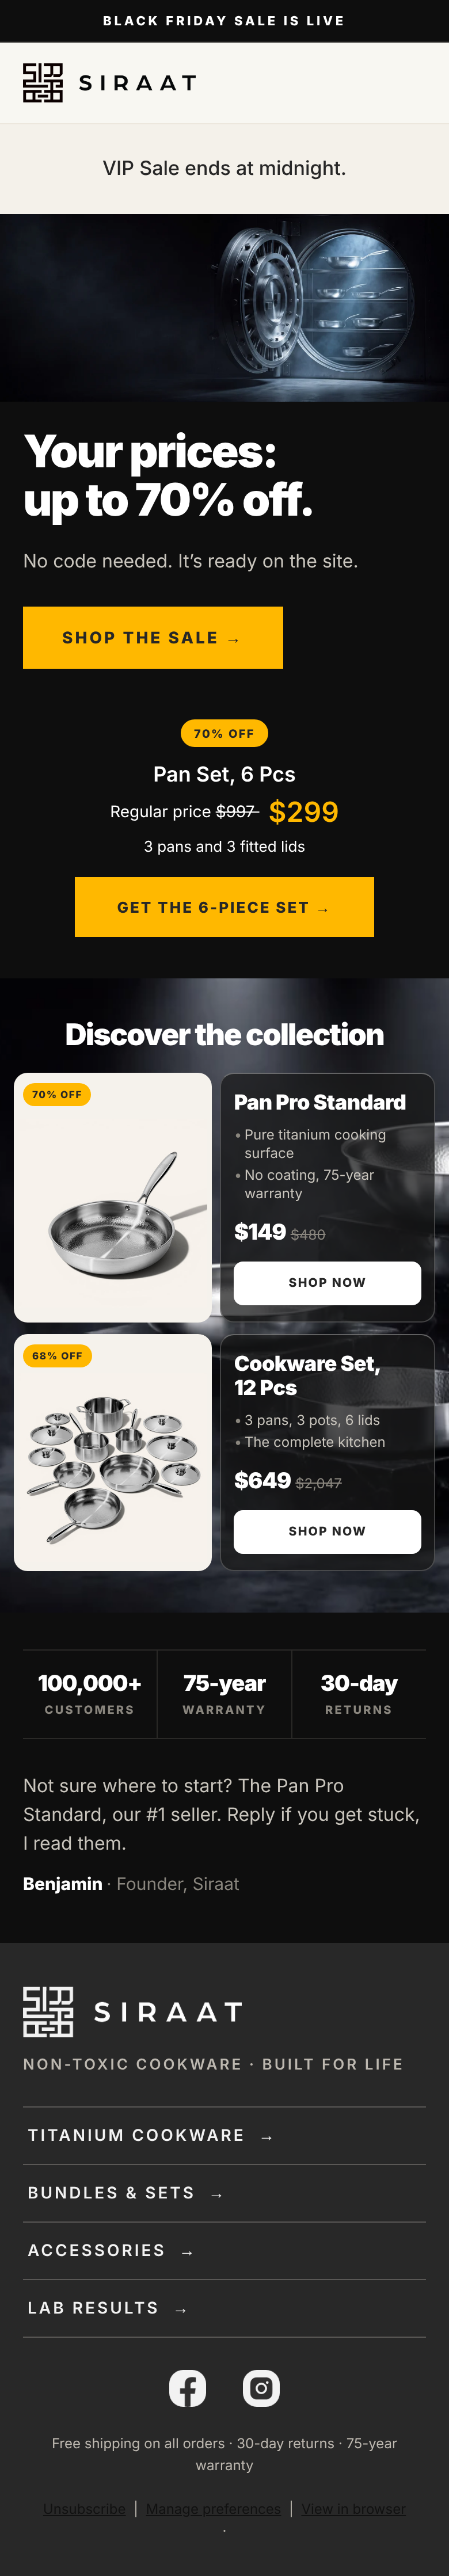 BLACK FRIDAY SALE IS LIVE
SIRAAT
VIP Sale ends at midnight.
Your prices:
up to 70% off.
No code needed. It’s ready on the site.
SHOP THE SALE →
70% OFF
Pan Set, 6 Pcs
Regular price $997 $299
3 pans and 3 fitted lids
GET THE 6-PIECE SET →
Discover the collection
70% OFF
Pan Pro Standard
• Pure titanium cooking
surface
• No coating, 75-year
warranty
$149 $480
SHOP NOW
68% OFF
Cookware Set,
12 Pcs
• 3 pans, 3 pots, 6 lids
• The complete kitchen
$649 $2,047
SHOP NOW
100,000+ 75-year 30-day
CUSTOMERS WARRANTY RETURNS
Not sure where to start? The Pan Pro
Standard, our #1 seller. Reply if you get stuck,
I read them.
Benjamin · Founder, Siraat
SIRAAT
NON-TOXIC COOKWARE · BUILT FOR LIFE
TITANIUM COOKWARE →
BUNDLES & SETS →
ACCESSORIES →
LAB RESULTS →
Free shipping on all orders · 30-day returns · 75-year
warranty
Unsubscribe | Manage preferences | View in browser
.